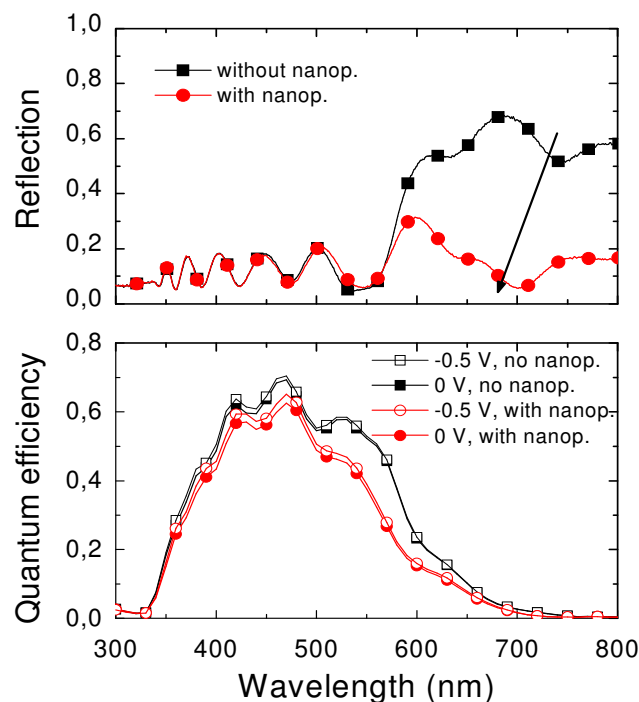 1,0
0,8
0,6
0,4
0,2
0,0
Reflection
without nanop.
with nanop.
0,8
0,6
0,4
0,2
0,0
Quantum efficiency
-0.5 V, no nanop.
0 V, no nanop.
-0.5 V, with nanop.
0 V, with nanop.
300 400 500 600 700 800
Wavelength (nm)